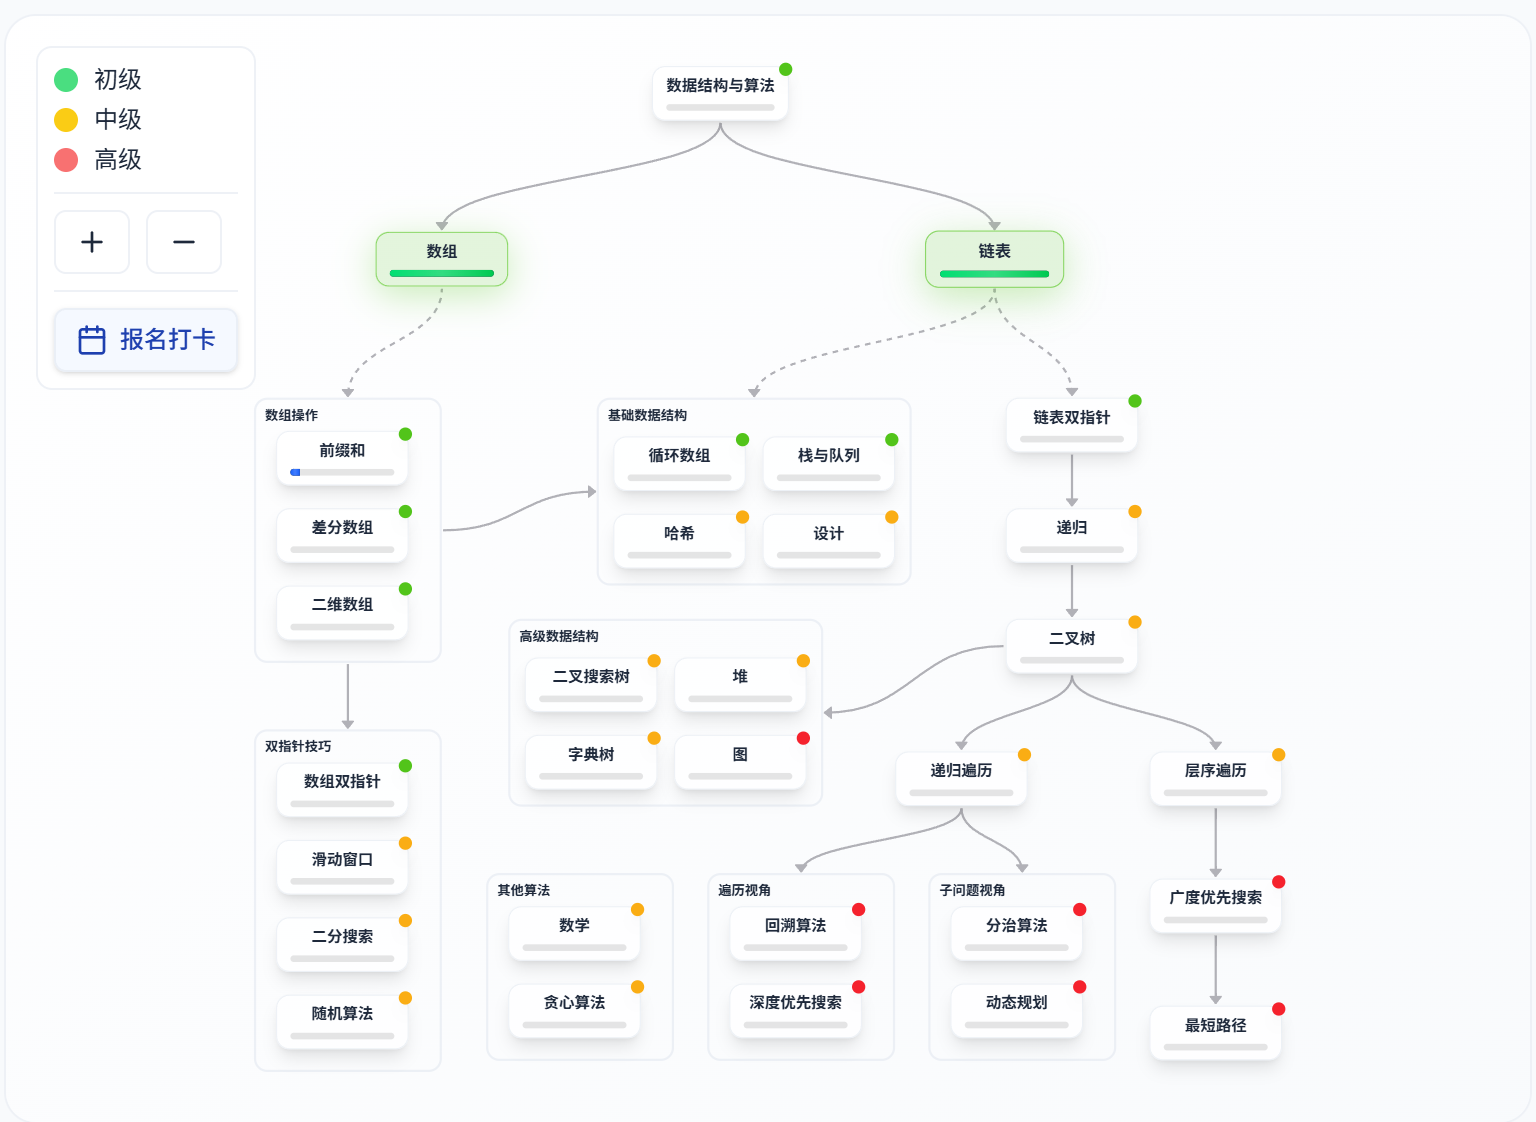 初级
中级
高级
报名打卡
数据结构与算法
数组
链表
数组操作
前缀和
差分数组
二维数组
基础数据结构
循环数组
栈与队列
哈希
设计
链表双指针
递归
二叉树
高级数据结构
二叉搜索树
堆
字典树
图
双指针技巧
数组双指针
滑动窗口
二分搜索
随机算法
递归遍历
层序遍历
其他算法
数学
贪心算法
遍历视角
回溯算法
深度优先搜索
子问题视角
分治算法
动态规划
广度优先搜索
最短路径